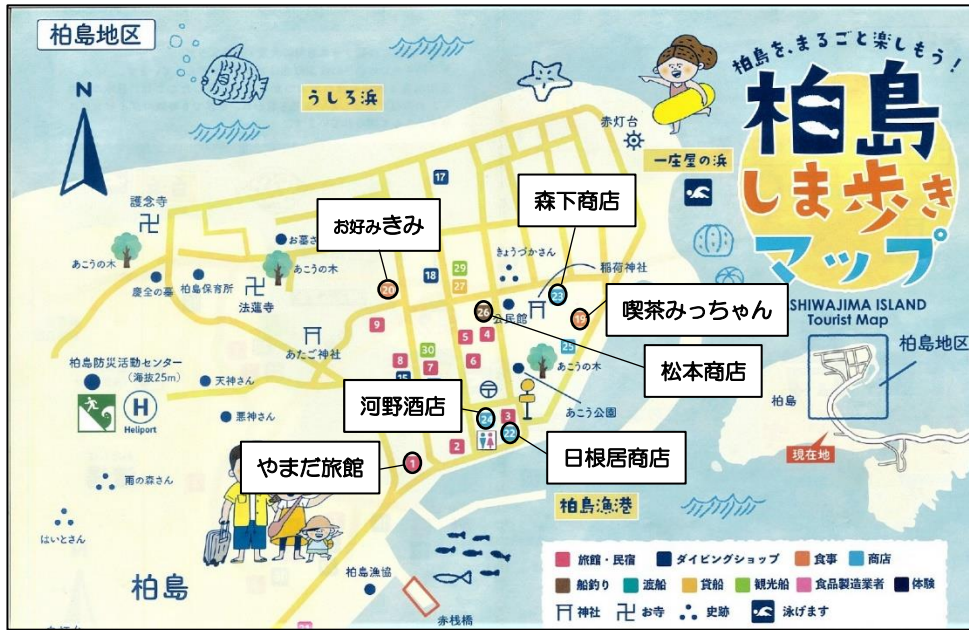 柏島地区
N
うしろ浜
柏島を、まるごと楽しもう!
柏島
しま歩き
マップ
SHIWAJIMA ISLAND
Tourist Map
赤灯台
一座屋の浜
護念寺
あこうの木
お墓さ
あこうの木
慶全の墓
柏島保育所
法蓮寺
お好みきみ
森下商店
きょうづかさん
稲荷神社
公民館
喫茶みっちゃん
松本商店
あたご神社
柏島防災活動センター
(海抜25m)
H
Heliport
天神さん
悪神さん
雨の森さん
はいとさん
あこうの木
あこう公園
河野酒店
日根居商店
やまだ旅館
17
18
29
27
20
26
23
19
9
5
4
25
30
8
7
6
15
24
3
22
2
1
柏島漁港
柏島
柏島漁協
赤桟橋
柏島地区
柏島
現在地
旅館・民宿 ダイビングショップ 食事 商店
船釣り 渡船 貸船 観光船 食品製造業者 体験
神社 お寺 史跡 泳げます